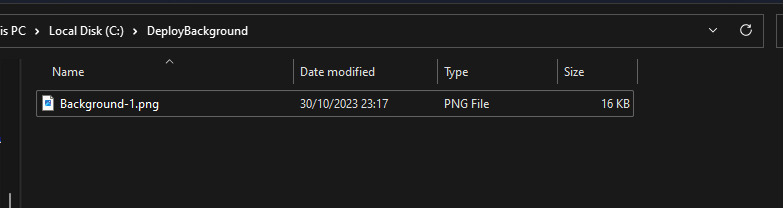 is PC > Local Disk (C:) > DeployBackground
Name Date modified Type Size
Background-1.png 30/10/2023 23:17 PNG File 16 KB